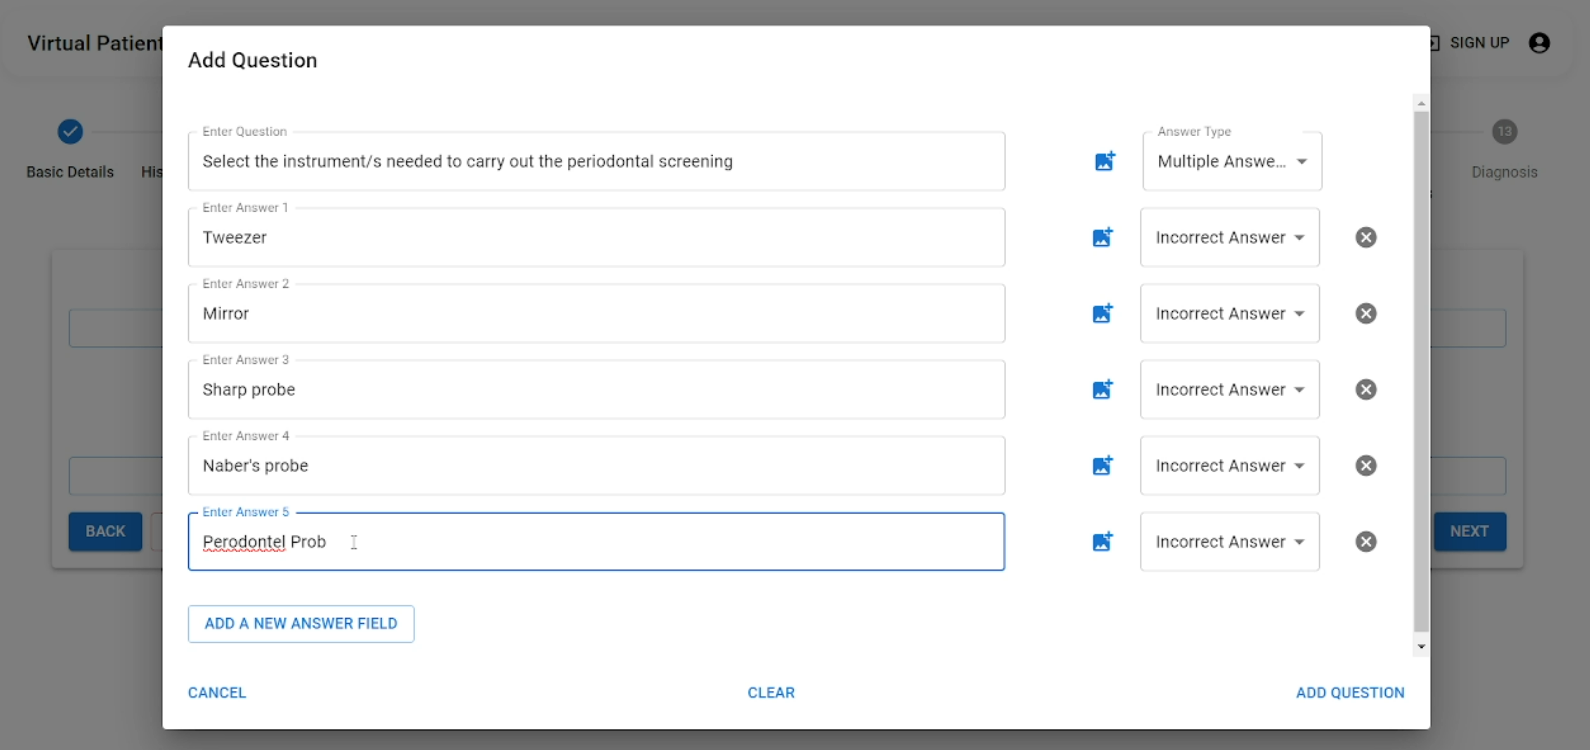 Virtual Patient
SIGN UP
Add Question
Basic Details
His
13
Diagnosis
Enter Question
Select the instrument/s needed to carry out the periodontal screening
Answer Type
Multiple Answe...
Enter Answer 1
Tweezer
Incorrect Answer
Enter Answer 2
Mirror
Incorrect Answer
Enter Answer 3
Sharp probe
Incorrect Answer
Enter Answer 4
Naber's probe
Incorrect Answer
Enter Answer 5
Perodontel Prob
Incorrect Answer
BACK
NEXT
ADD A NEW ANSWER FIELD
CANCEL
CLEAR
ADD QUESTION